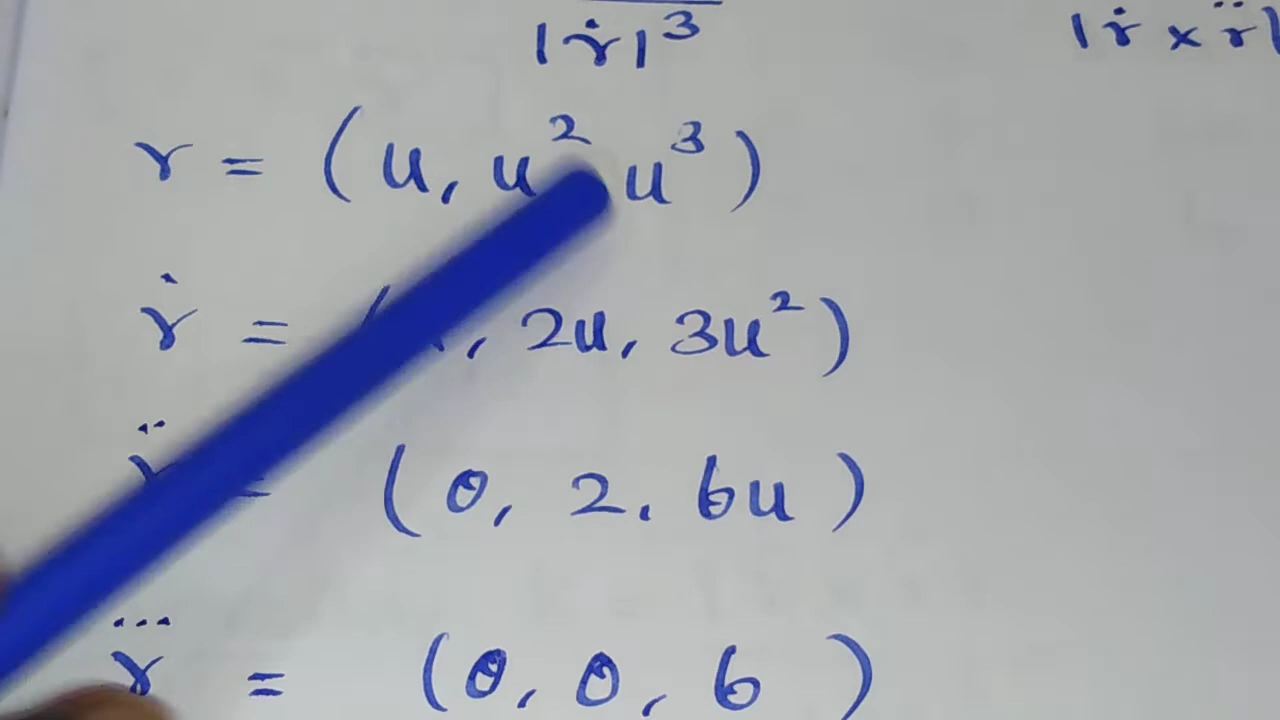 |ṙ|³ |ṙ × r̈|
r = (u, u² u³)
ṙ = ( , 2u, 3u²)
r̈ = (0, 2. 6u)
r⃛ = (0, 0, 6)